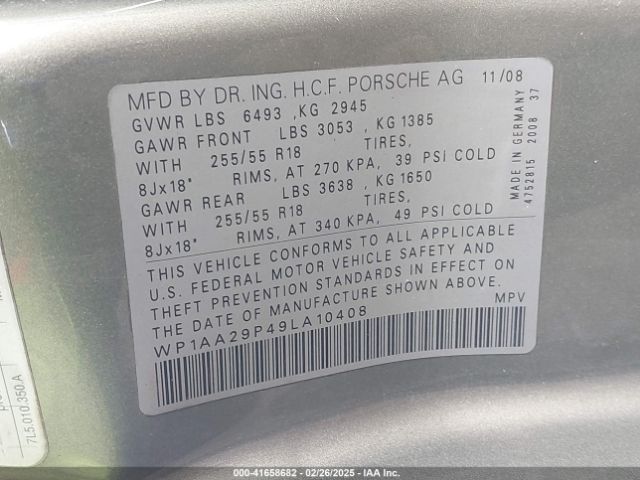 MFD BY DR. ING. H.C.F. PORSCHE AG 11/08
GVWR LBS 6493 ,KG 2945
GAWR FRONT LBS 3053 ,KG 1385
WITH 255/55 R18 TIRES,
8Jx18" RIMS, AT 270 KPA, 39 PSI COLD
GAWR REAR LBS 3638 ,KG 1650
WITH 255/55 R18 TIRES,
8Jx18" RIMS, AT 340 KPA, 49 PSI COLD
THIS VEHICLE CONFORMS TO ALL APPLICABLE
U.S. FEDERAL MOTOR VEHICLE SAFETY AND
THEFT PREVENTION STANDARDS IN EFFECT ON
THE DATE OF MANUFACTURE SHOWN ABOVE.
WP1AA29P49LA10408 MPV
MADE IN GERMANY
4752815 2008 37
7L5.010.350.A
000-41658682 - 02/26/2025 - IAA Inc.